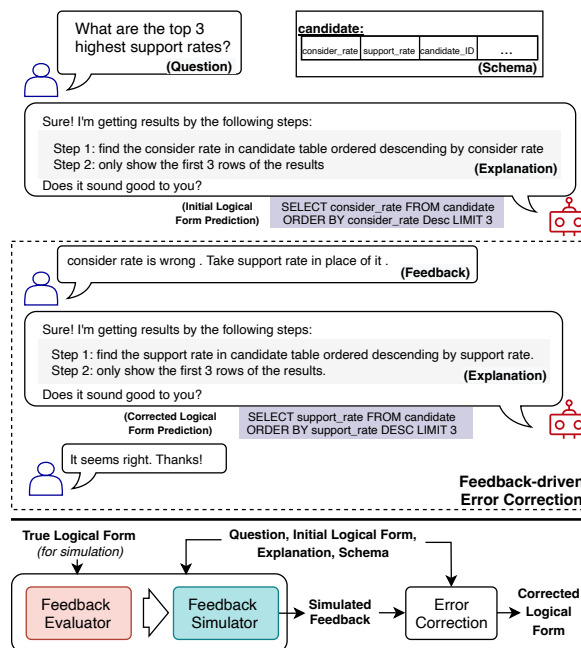 What are the top 3
highest support rates?
(Question)
candidate:
consider_rate support_rate candidate_ID ...
(Schema)
Sure! I'm getting results by the following steps:
Step 1: find the consider rate in candidate table ordered descending by consider rate
Step 2: only show the first 3 rows of the results
(Explanation)
Does it sound good to you?
(Initial Logical
Form Prediction)
SELECT consider_rate FROM candidate
ORDER BY consider_rate Desc LIMIT 3
consider rate is wrong . Take support rate in place of it .
(Feedback)
Sure! I'm getting results by the following steps:
Step 1: find the support rate in candidate table ordered descending by support rate.
Step 2: only show the first 3 rows of the results.
(Explanation)
Does it sound good to you?
(Corrected Logical
Form Prediction)
SELECT support_rate FROM candidate
ORDER BY support_rate DESC LIMIT 3
It seems right. Thanks!
Feedback-driven
Error Correction
True Logical Form
(for simulation)
Question, Initial Logical Form,
Explanation, Schema
Feedback
Evaluator
Feedback
Simulator
Simulated
Feedback
Error
Correction
Corrected
Logical
Form